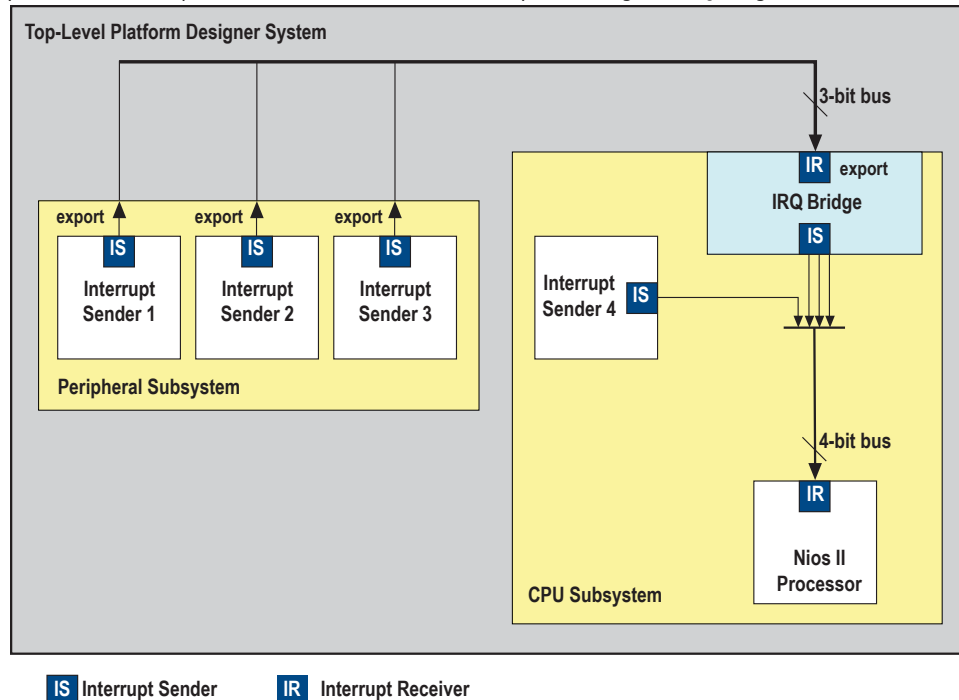 Top-Level Platform Designer System
3-bit bus
IR export
IRQ Bridge
IS
export export export
IS IS IS
Interrupt Sender 1
Interrupt Sender 2
Interrupt Sender 3
Peripheral Subsystem
Interrupt Sender 4
IS
4-bit bus
IR
Nios II
Processor
CPU Subsystem
IS Interrupt Sender
IR Interrupt Receiver